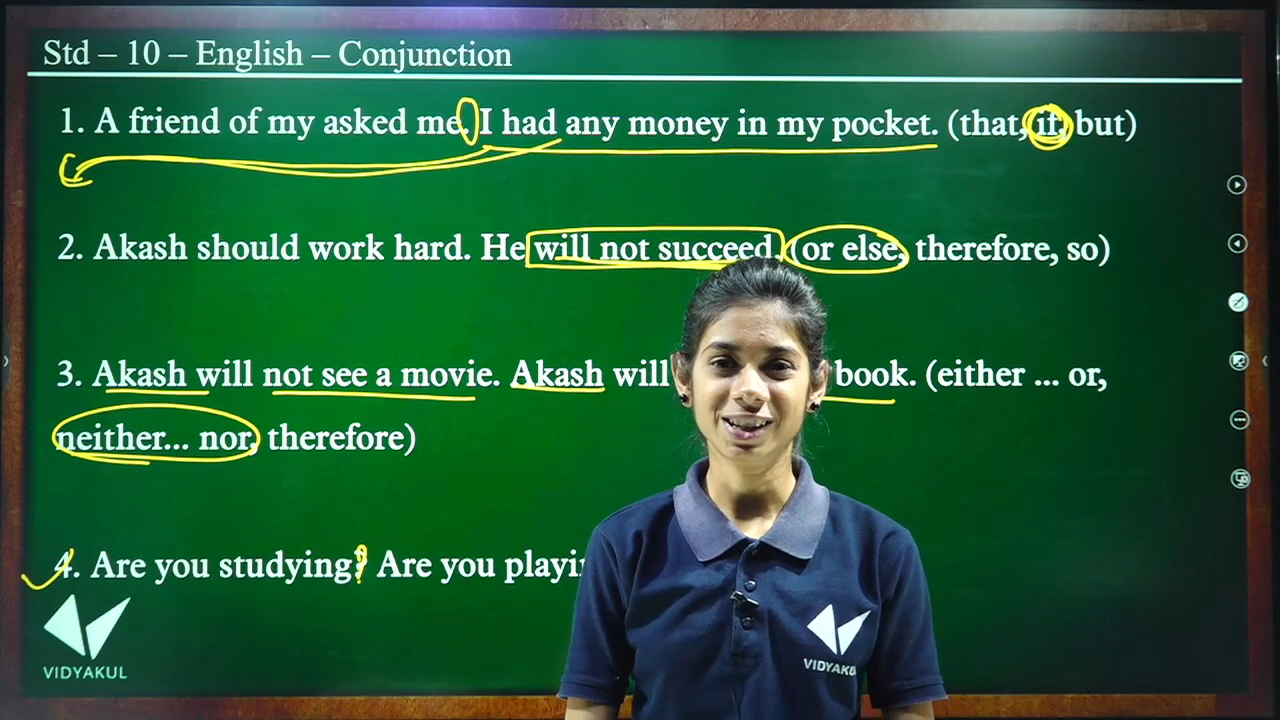 Std – 10 – English – Conjunction
1. A friend of my asked me. I had any money in my pocket. (that, if, but)
2. Akash should work hard. He will not succeed. (or else, therefore, so)
3. Akash will not see a movie. Akash will book. (either ... or,
neither... nor, therefore)
4. Are you studying? Are you
VIDYAKUL
VIDYAKUL